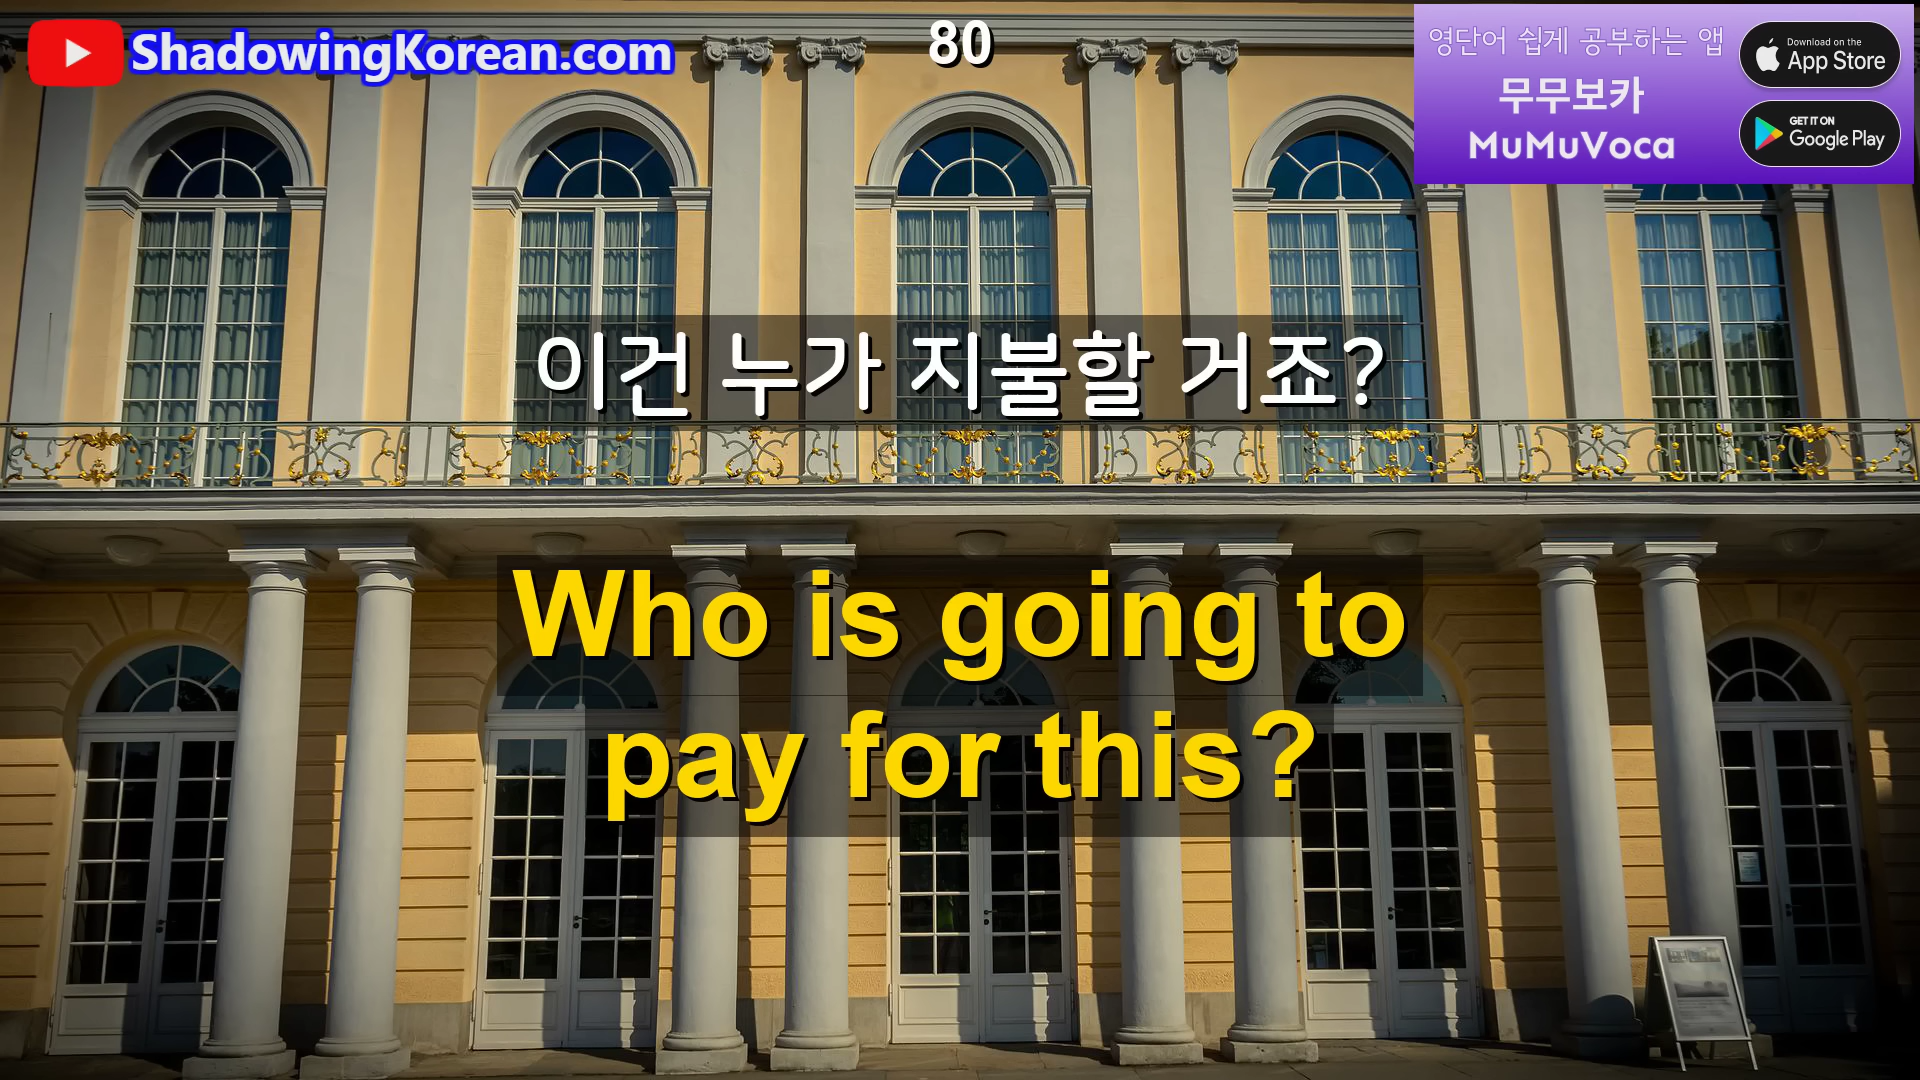 ShadowingKorean.com
80
영단어 쉽게 공부하는 앱
무무보카
MuMuVoca
Download on the
App Store
GET IT ON
Google Play
이건 누가 지불할 거죠?
Who is going to
pay for this?